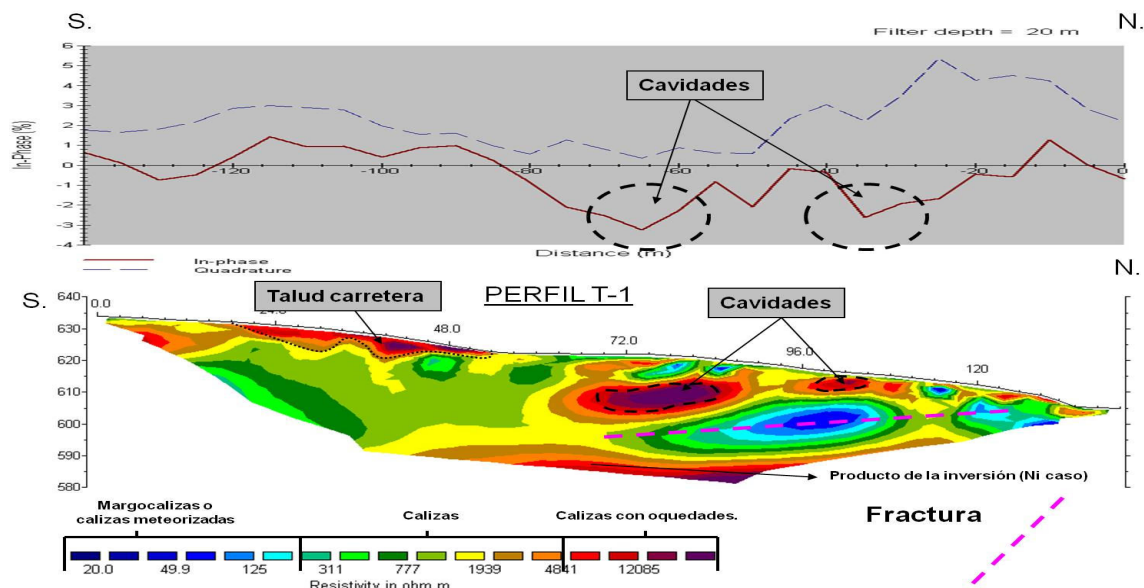 S.
N.
Filter depth = 20 m
6
5
4
3
2
1
0
-1
-2
-3
-4
In-Phase (%)
Cavidades
-120
-100
-80
-60
-40
-20
0
Distance (m)
In-phase
Quadrature
N.
S.
PERFIL T-1
Talud carretera
Cavidades
640
630
620
610
600
590
580
0.0
24.0
48.0
72.0
96.0
120
Producto de la inversión (Ni caso)
Fractura
Margocalizas o
calizas meteorizadas
Calizas
Calizas con oquedades.
20.0 49.9 125 311 777 1939 4841 12085
Resistivity in ohm.m